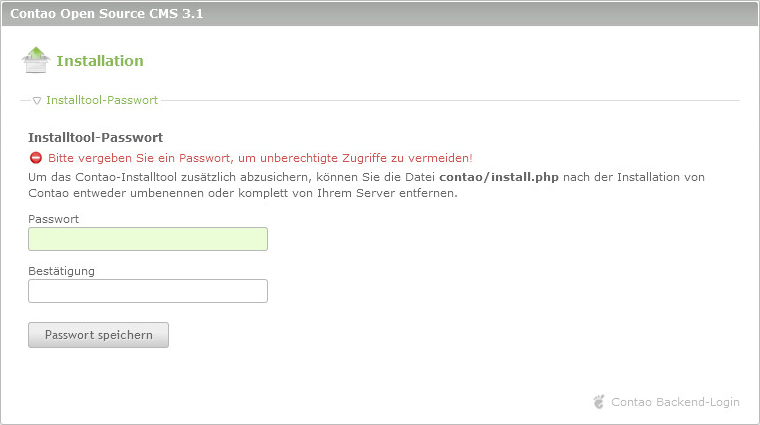 Contao Open Source CMS 3.1
Installation
Installtool-Passwort
Installtool-Passwort
Bitte vergeben Sie ein Passwort, um unberechtigte Zugriffe zu vermeiden!
Um das Contao-Installtool zusätzlich abzusichern, können Sie die Datei contao/install.php nach der Installation von
Contao entweder umbenennen oder komplett von Ihrem Server entfernen.
Passwort
Bestätigung
Passwort speichern
Contao Backend-Login